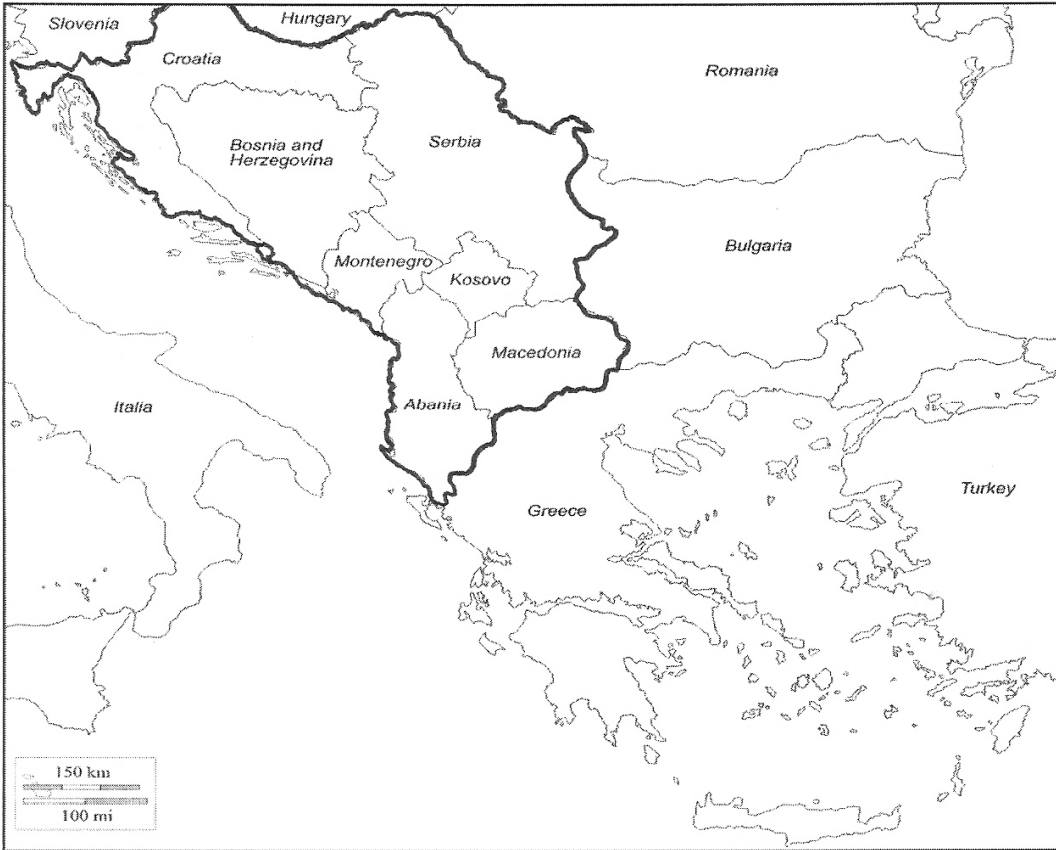 Slovenia
Hungary
Croatia
Romania
Bosnia and
Herzegovina
Serbia
Bulgaria
Montenegro
Kosovo
Macedonia
Italia
Abania
Turkey
Greece
150 km
100 mi